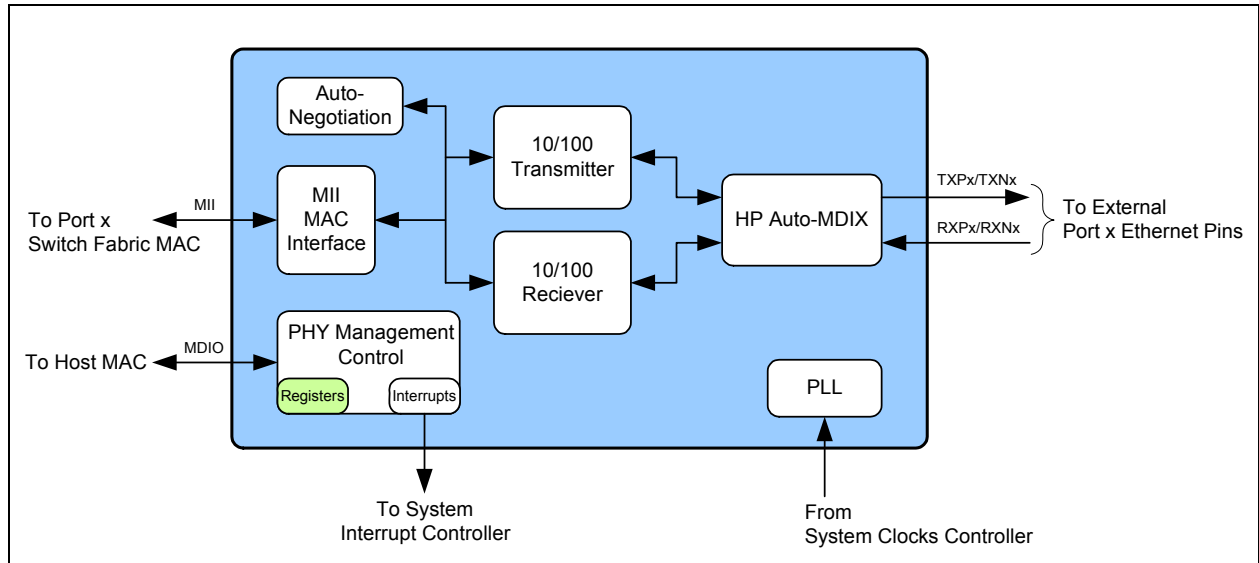 Auto-
Negotiation
10/100
Transmitter
MII
MAC
Interface
MII
To Port x
Switch Fabric MAC
HP Auto-MDIX
TXPx/TXNx
RXPx/RXNx
To External
Port x Ethernet Pins
10/100
Reciever
PHY Management
Control
MDIO
To Host MAC
Registers
Interrupts
PLL
To System
Interrupt Controller
From
System Clocks Controller